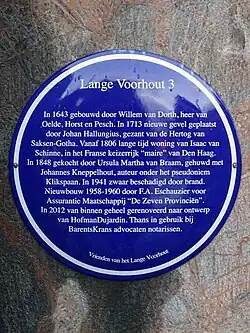 Lange Voorhout 3
In 1643 gebouwd door Willem van Dorth, heer van
Oelde, Horst en Pesch. In 1713 nieuwe gevel geplaatst
door Johan Hallungius, gezant van de Hertog van
Saksen-Gotha. Vanaf 1806 lange tijd woning van Isaac van
Schinne, in het Franse keizerrijk "maire" van Den Haag.
In 1848 gekocht door Ursula Martha van Braam, gehuwd met
Johannes Kneppelhout, auteur onder het pseudoniem
Klikspaan. In 1941 zwaar beschadigd door brand.
Nieuwbouw 1958-1960 door F.A. Eschauzier voor
Assurantie Maatschappij "De Zeven Provinciën".
In 2012 van binnen geheel gerenoveerd naar ontwerp
van HofmanDujardin. Thans in gebruik bij
BarentsKrans advocaten notarissen.
Vrienden van het Lange Voorhout